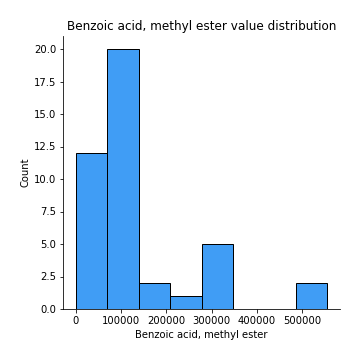 Benzoic acid, methyl ester value distribution
20.0
17.5
15.0
12.5
10.0
7.5
5.0
2.5
0.0
Count
0 100000 200000 300000 400000 500000
Benzoic acid, methyl ester